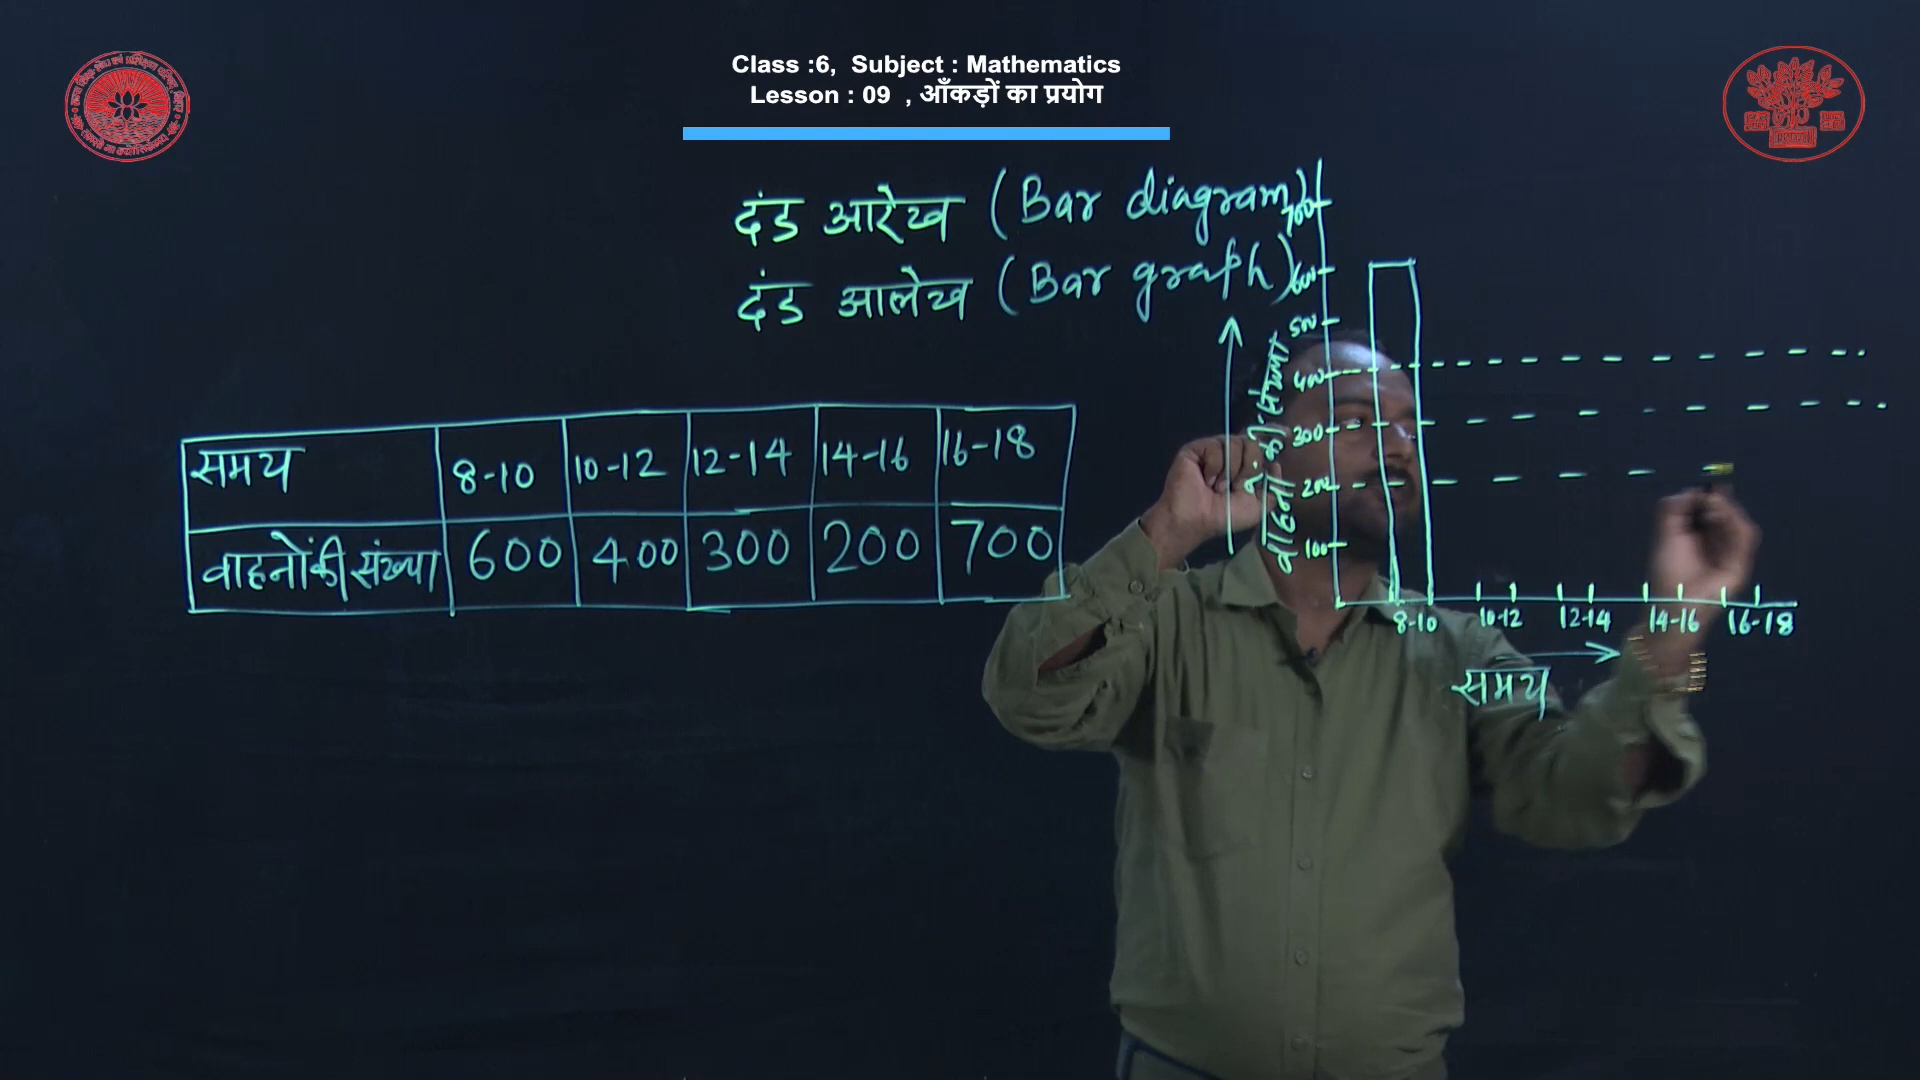 Class :6, Subject : Mathematics
Lesson : 09 , आँकड़ों का प्रयोग
दंड आरेख (Bar diagram)
दंड आलेख (Bar graph)
समय 8-10 10-12 12-14 14-16 16-18
वाहनोंकी संख्या 600 400 300 200 700
700
600
500
400
300
200
100
वाहनों की संख्या
8-10 10-12 12-14 14-16 16-18
समय